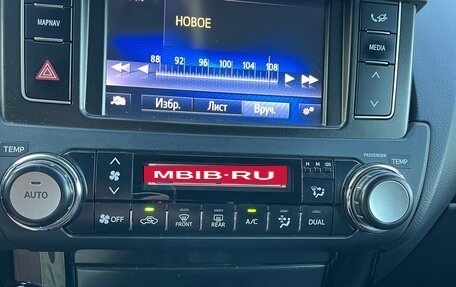 MAP NAV
НОВОЕ
MEDIA
88 92 96 100 104 108
Избр. Лист Вруч.
TEMP
PASSENGER
TEMP
MBIB-RU
H M :00
AUTO
OFF
FRONT
REAR
A/C
DUAL